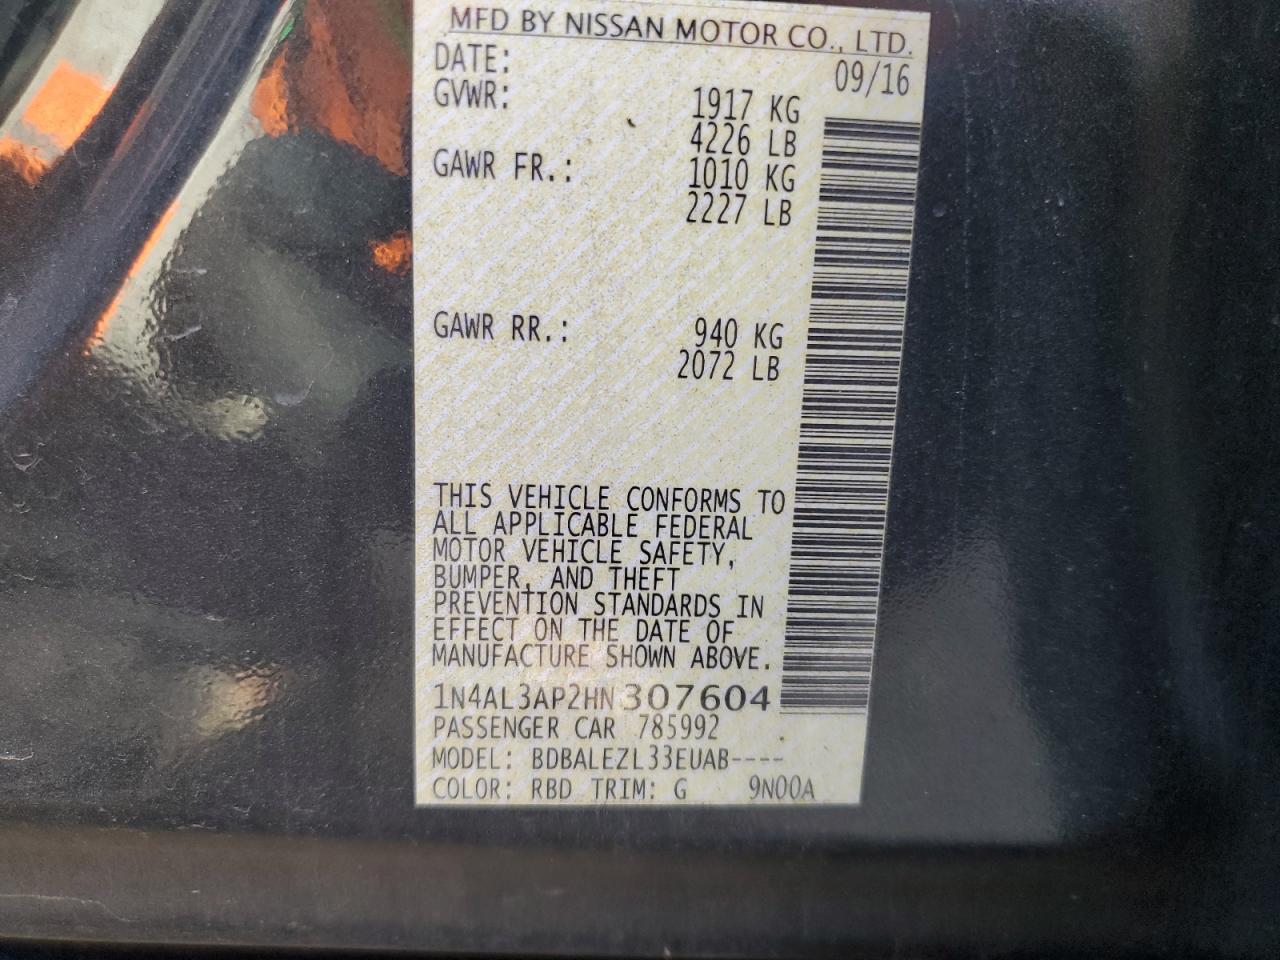 MFD BY NISSAN MOTOR CO., LTD.
DATE: 09/16
GVWR: 1917 KG
4226 LB
GAWR FR.: 1010 KG
2227 LB
GAWR RR.: 940 KG
2072 LB
THIS VEHICLE CONFORMS TO
ALL APPLICABLE FEDERAL
MOTOR VEHICLE SAFETY,
BUMPER, AND THEFT
PREVENTION STANDARDS IN
EFFECT ON THE DATE OF
MANUFACTURE SHOWN ABOVE.
1N4AL3AP2HN307604
PASSENGER CAR 785992
MODEL: BDBALEZL33EUAB----
COLOR: RBD TRIM: G 9N00A